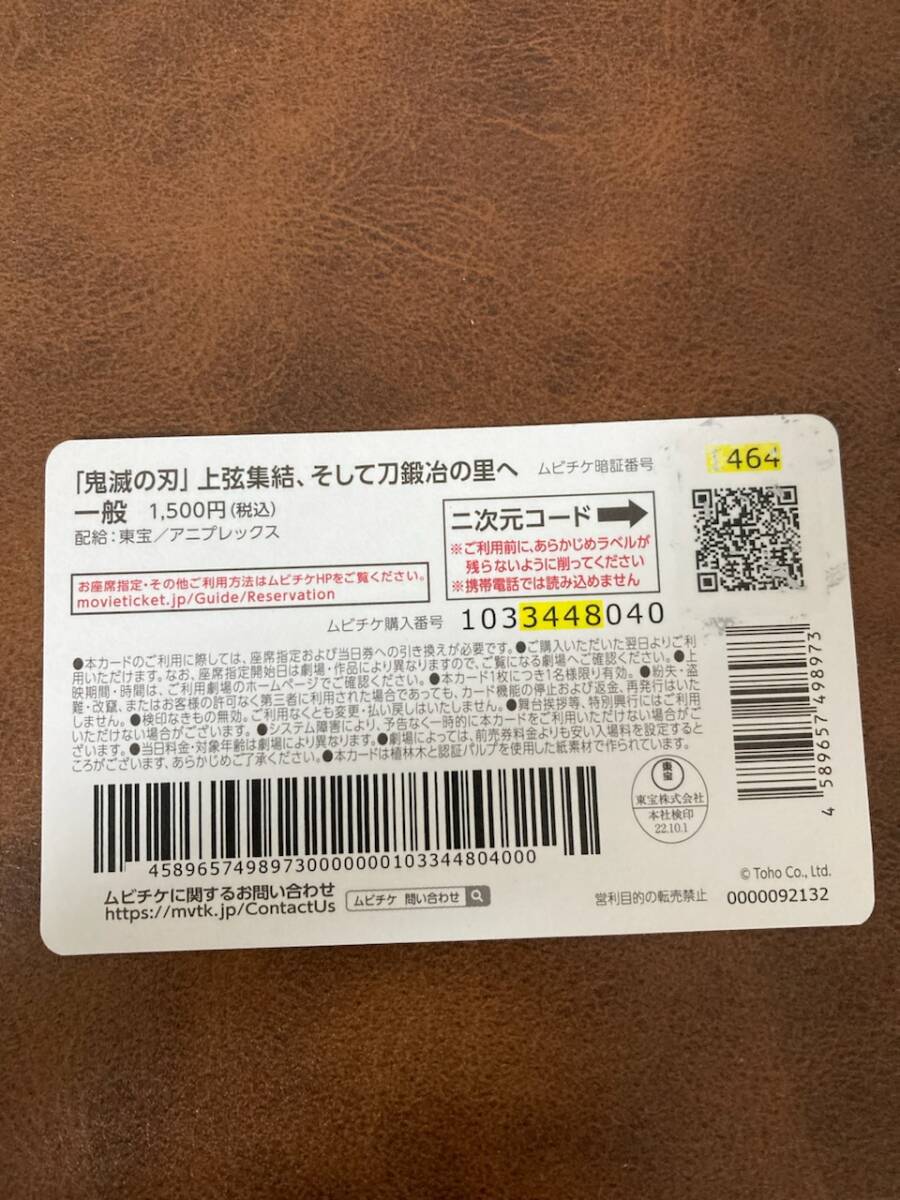 「鬼滅の刃」上弦集結、そして刀鍛冶の里へ
ムビチケ暗証番号
464
一般 1,500円(税込)
配給:東宝/アニプレックス
二次元コード
※ご利用前に、あらかじめラベルが
残らないように削ってください
※携帯電話では読み込めません
お座席指定・その他ご利用方法はムビチケHPをご覧ください。
movieticket.jp/Guide/Reservation
ムビチケ購入番号 1033448040
●本カードのご利用に際しては、座席指定および当日券への引き換えが必要です。●ご購入いただいた翌日よりご利
用いただけます。なお、座席指定開始日は劇場・作品により異なりますので、ご覧になる劇場へご確認ください。●上
映期間・時間は、ご利用劇場のホームページでご確認ください。●本カード1枚につき1名様限り有効。●紛失・盗
難・改竄、またはお客様の許可なく第三者に利用された場合であっても、カード機能の停止および返金、再発行はいた
しません。●検印なきもの無効。ご利用なくとも変更・払い戻しはいたしません。●舞台挨拶等、特別興行にはご利用
いただけない場合がございます。●システム障害により、予告なく一時的に本カードをご利用いただけない場合がご
ざいます。●当日料金・対象年齢は劇場により異なります。●劇場によっては、前売券料金よりも安い入場料を設定すると
ころがございます、あらかじめご了承ください。●本カードは植林木と認証パルプを使用した紙素材で作られています。
4589657498973
東宝
東宝株式会社
本社検印
22.10.1
45896574989730000000103344804000
ムビチケに関するお問い合わせ
https://mvtk.jp/ContactUs
ムビチケ 問い合わせ
© Toho Co., Ltd.
営利目的の転売禁止 0000092132